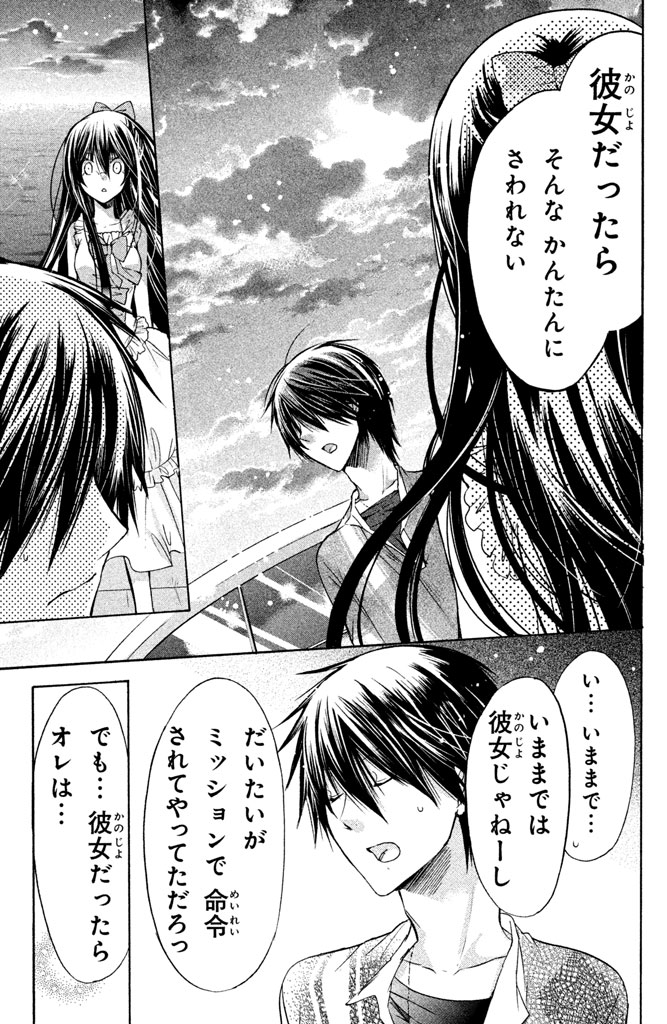 彼女だったら
そんな かんたんに
さわれない
い…いままで…
いままでは
彼女じゃねーし
だいたいが
ミッションで 命令
されてやってただろっ
でも… 彼女だったら
オレは…